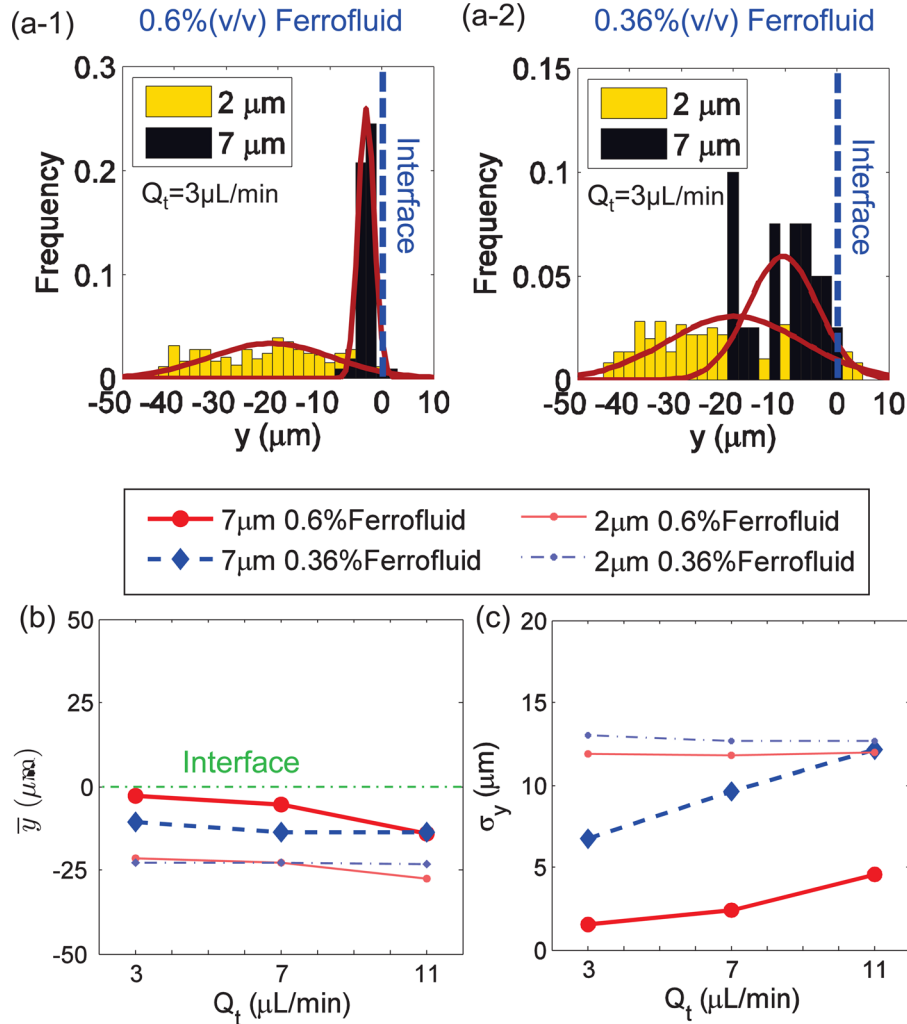 (a-1)
0.6%(v/v) Ferrofluid
(a-2)
0.36%(v/v) Ferrofluid
0.3
0.2
0.1
0
Frequency
2 μm
7 μm
Qt=3μL/min
Interface
-50 -40 -30 -20 -10 0 10
y (μm)
0.15
0.1
0.05
0
Frequency
2 μm
7 μm
Qt=3μL/min
Interface
-50 -40 -30 -20 -10 0 10
y (μm)
7μm 0.6%Ferrofluid
2μm 0.6%Ferrofluid
7μm 0.36%Ferrofluid
2μm 0.36%Ferrofluid
(b)
50
25
0
-25
-50
Interface
3 7 11
Qt (μL/min)
(c)
20
15
10
5
0
σy (μm)
3 7 11
Qt (μL/min)